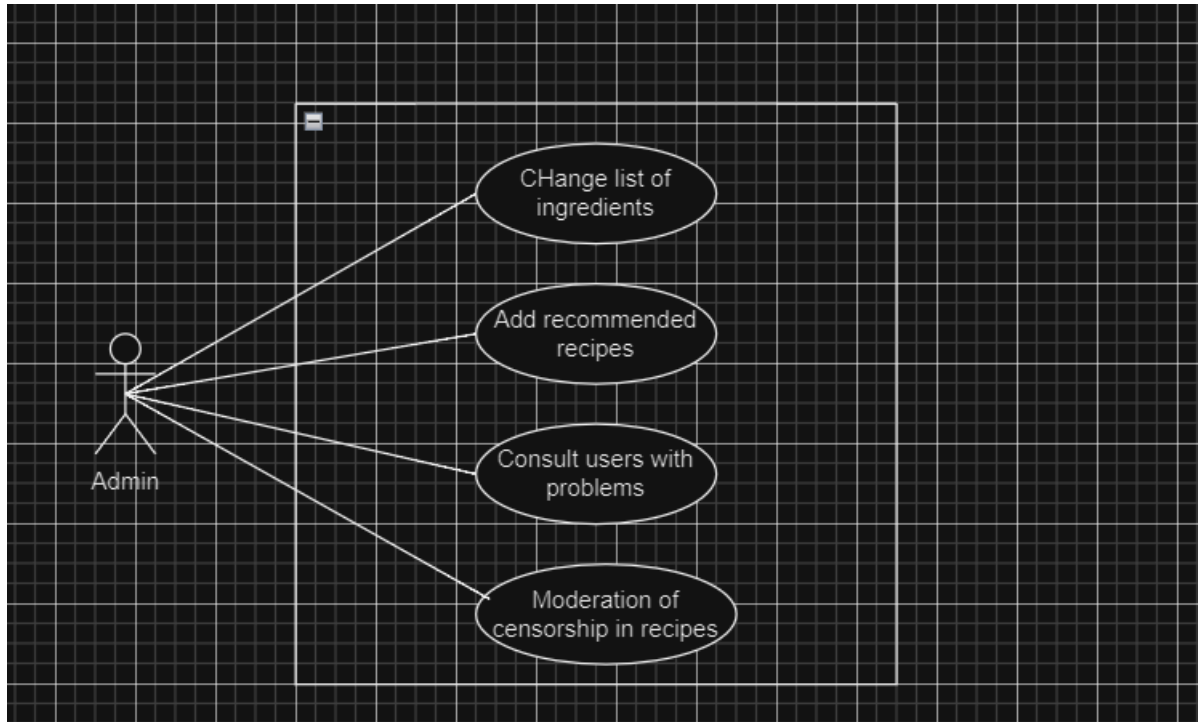 CHange list of
ingredients
Add recommended
recipes
Consult users with
problems
Admin
Moderation of
censorship in recipes